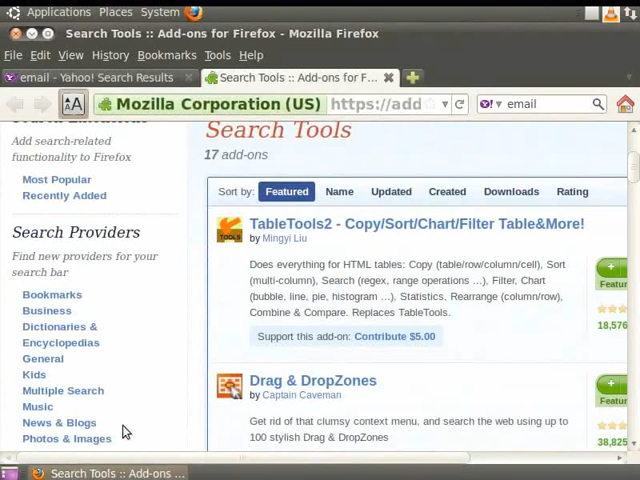 Applications Places System
Search Tools :: Add-ons for Firefox - Mozilla Firefox
File Edit View History Bookmarks Tools Help
email - Yahoo! Search Results
Search Tools :: Add-ons for F...
AA
Mozilla Corporation (US) https://add
email
Add search-related
functionality to Firefox
Most Popular
Recently Added
Search Providers
Find new providers for your
search bar
Bookmarks
Business
Dictionaries &
Encyclopedias
General
Kids
Multiple Search
Music
News & Blogs
Photos & Images
Search Tools
17 add-ons
Sort by: Featured Name Updated Created Downloads Rating
TOOLS
TableTools2 - Copy/Sort/Chart/Filter Table&More!
by Mingyi Liu
Does everything for HTML tables: Copy (table/row/column/cell), Sort
(multi-column), Search (regex, range operations ...), Filter, Chart
(bubble, line, pie, histogram ...), Statistics, Rearrange (column/row),
Combine & Compare. Replaces TableTools.
Support this add-on: Contribute $5.00
Featur
18,576
Drag & DropZones
by Captain Caveman
Get rid of that clumsy context menu, and search the web using up to
100 stylish Drag & DropZones
Featur
38,825
Search Tools :: Add-ons ...